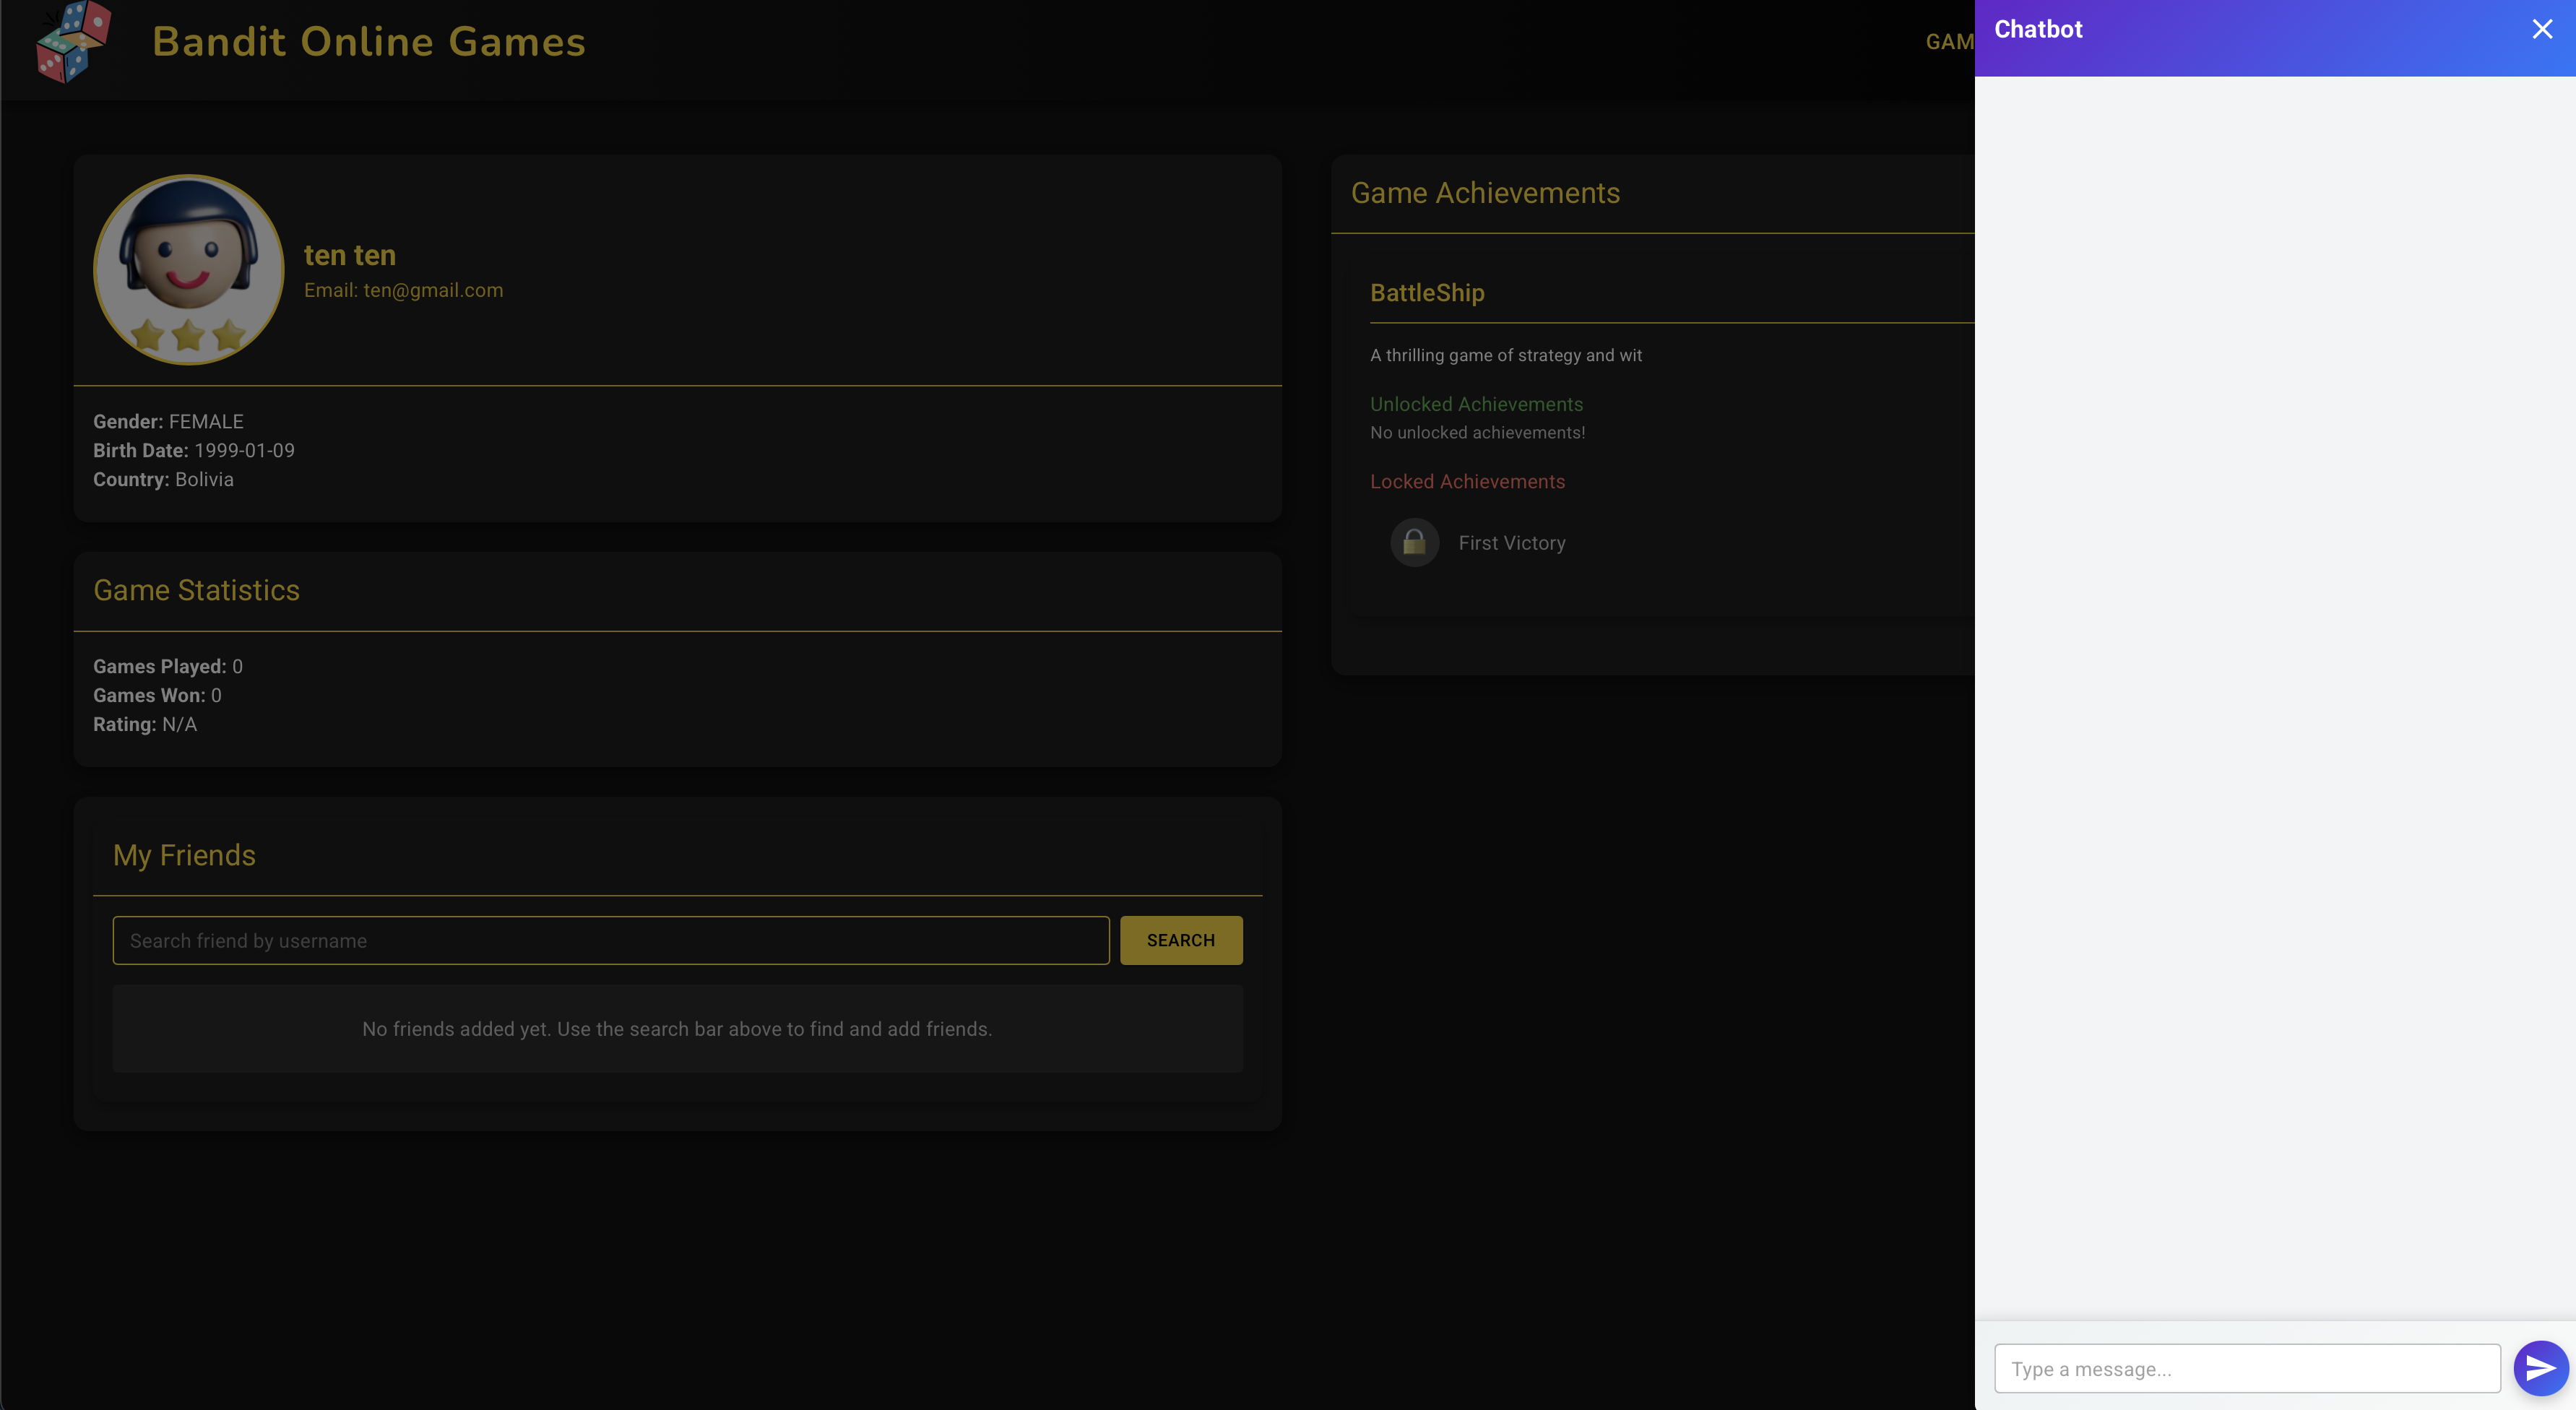 Bandit Online Games
GAM
ten ten
Email: ten@gmail.com
Gender: FEMALE
Birth Date: 1999-01-09
Country: Bolivia
Game Statistics
Games Played: 0
Games Won: 0
Rating: N/A
My Friends
Search friend by username
SEARCH
No friends added yet. Use the search bar above to find and add friends.
Game Achievements
BattleShip
A thrilling game of strategy and wit
Unlocked Achievements
No unlocked achievements!
Locked Achievements
First Victory
Chatbot
Type a message...